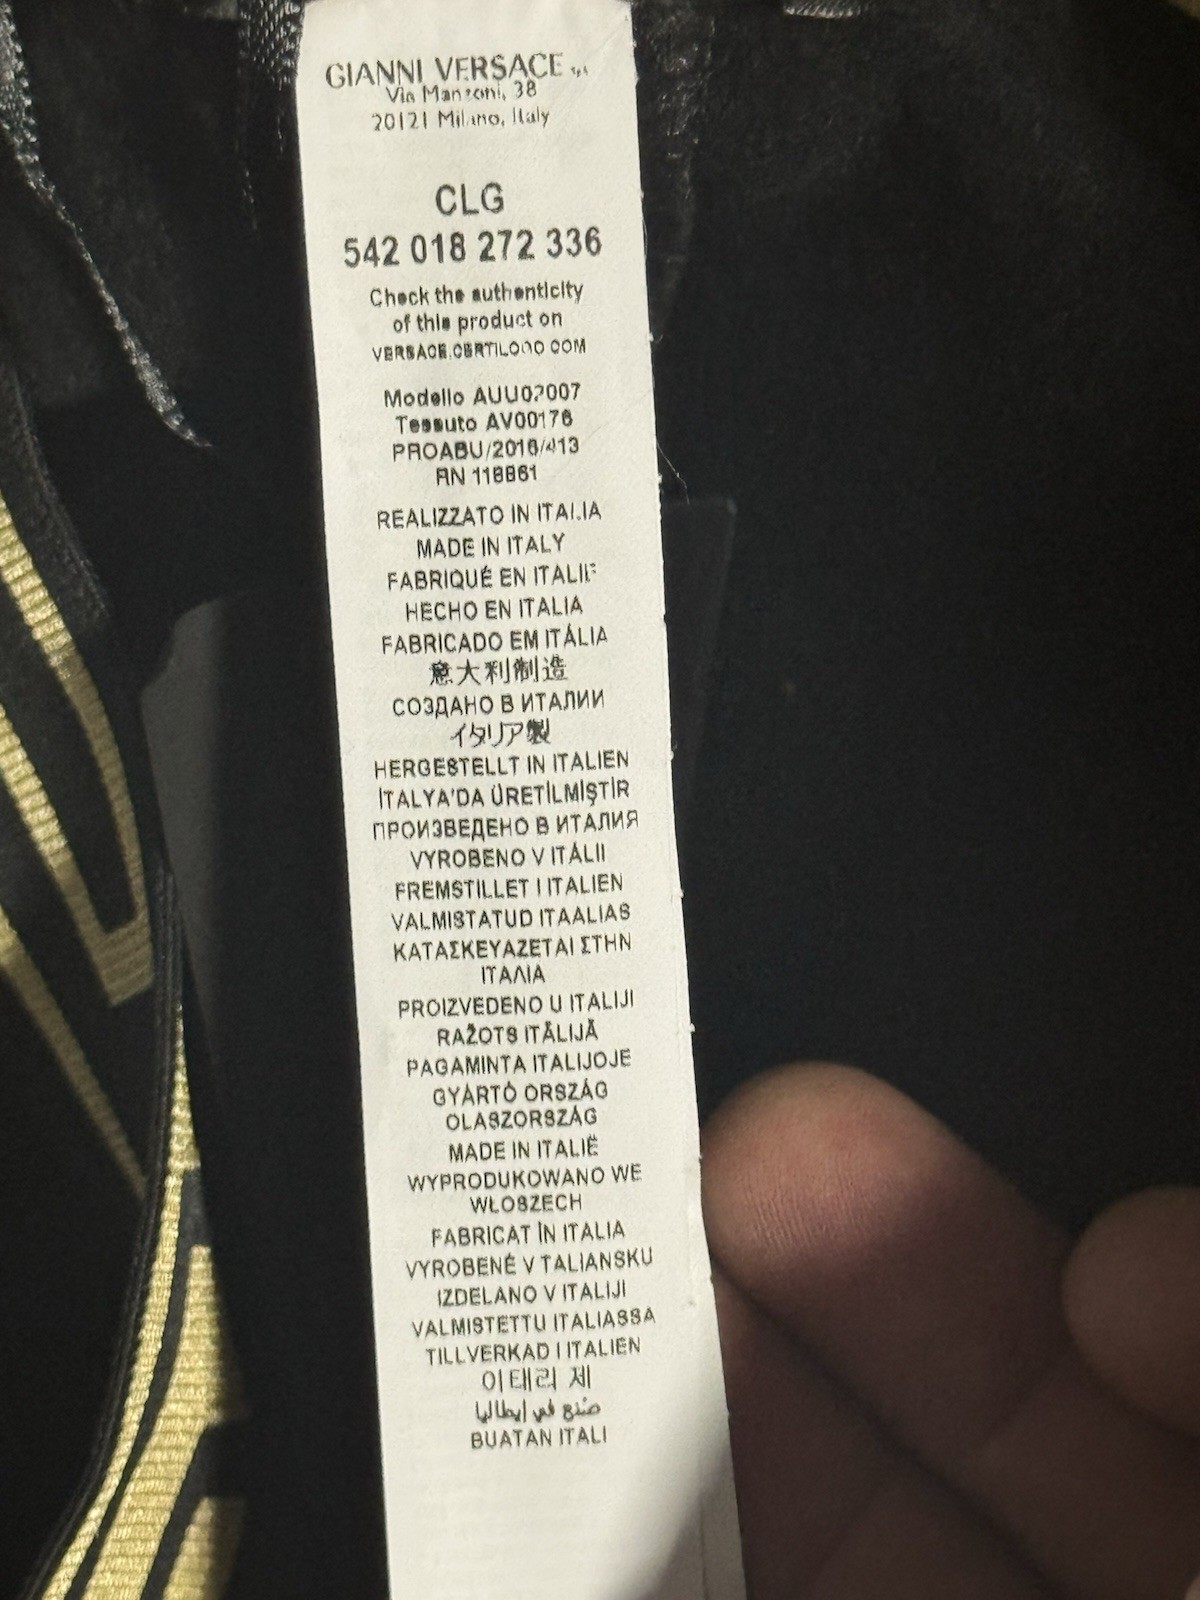 GIANNI VERSACE
Via Manzoni, 38
20121 Milano, Italy
CLG
542 018 272 336
Check the authenticity
of this product on
VERSACE.CERTILOGO.COM
Modello AUU02007
Tessuto AV00176
PROABU/2016/413
RN 118861
REALIZZATO IN ITALIA
MADE IN ITALY
FABRIQUÉ EN ITALIE
HECHO EN ITALIA
FABRICADO EM ITÁLIA
意大利制造
СОЗДАНО В ИТАЛИИ
イタリア製
HERGESTELLT IN ITALIEN
İTALYA'DA ÜRETİLMİŞTİR
ПРОИЗВЕДЕНО В ИТАЛИЯ
VYROBENO V ITÁLII
FREMSTILLET I ITALIEN
VALMISTATUD ITAALIAS
ΚΑΤΑΣΚΕΥΑΖΕΤΑΙ ΣΤΗΝ
ΙΤΑΛΙΑ
PROIZVEDENO U ITALIJI
RAŽOTS ITĀLIJĀ
PAGAMINTA ITALIJOJE
GYÁRTÓ ORSZÁG
OLASZORSZÁG
MADE IN ITALIË
WYPRODUKOWANO WE
WŁOSZECH
FABRICAT ÎN ITALIA
VYROBENÉ V TALIANSKU
IZDELANO V ITALIJI
VALMISTETTU ITALIASSA
TILLVERKAD I ITALIEN
이태리 제
صنع في إيطاليا
BUATAN ITALI